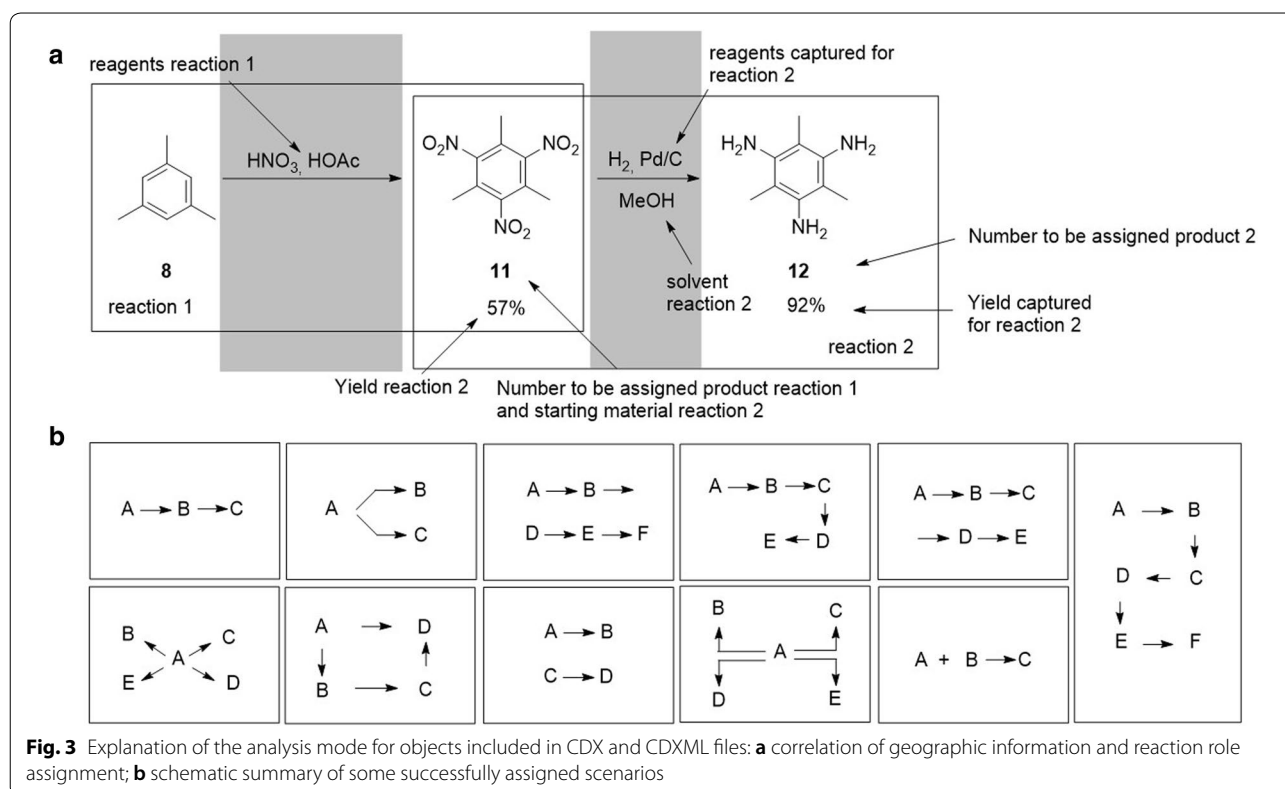 a
reagents reaction 1
reagents captured for
reaction 2
HNO3, HOAc
O2N
NO2
NO2
H2, Pd/C
MeOH
H2N
NH2
NH2
8
11
12
Number to be assigned product 2
reaction 1
57%
solvent
reaction 2
92%
Yield captured
for reaction 2
reaction 2
Yield reaction 2
Number to be assigned product reaction 1
and starting material reaction 2
b
A → B → C
A
B
C
A → B →
D → E → F
A → B → C
↓
E ← D
A → B → C
→ D → E
A → B
↓
D ← C
↓
E → F
B
C
A
E
D
A → D
↓ ↑
B → C
A → B
C → D
B
C
A
D
E
A + B → C
Fig. 3 Explanation of the analysis mode for objects included in CDX and CDXML files: a correlation of geographic information and reaction role
assignment; b schematic summary of some successfully assigned scenarios